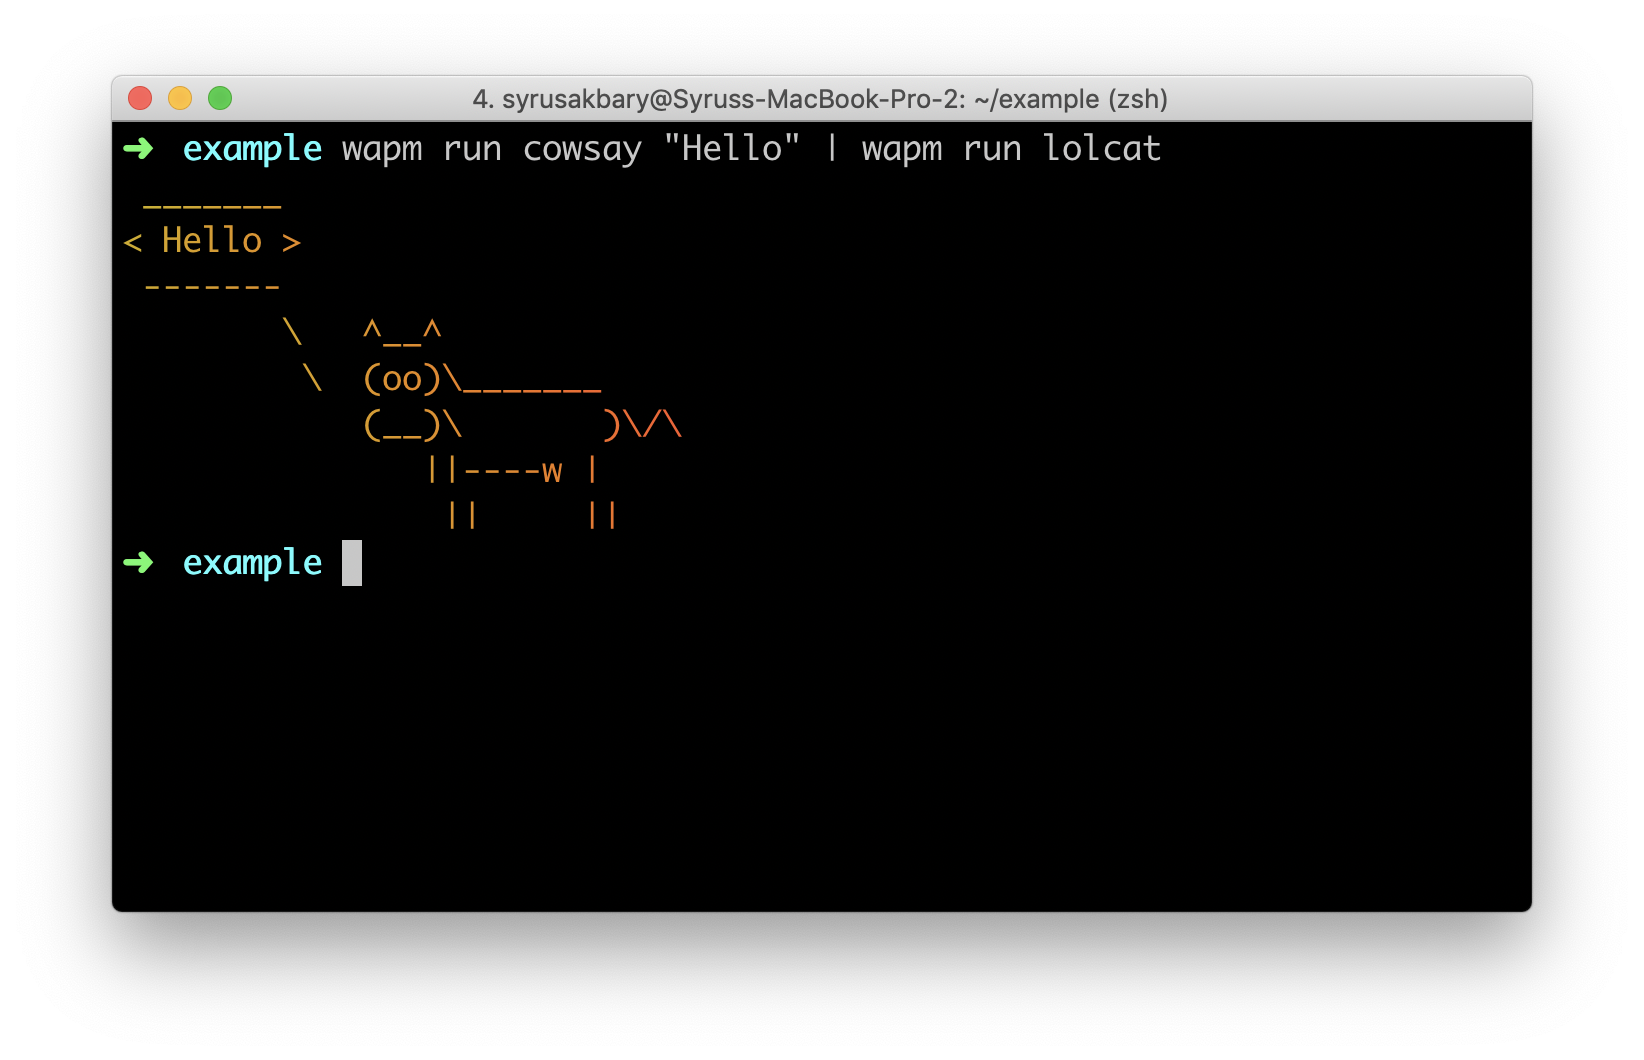 4. syrusakbary@Syruss-MacBook-Pro-2: ~/example (zsh)
➜  example wapm run cowsay "Hello" | wapm run lolcat
 _______
< Hello >
 -------
        \   ^__^
         \  (oo)\_______
            (__)\       )\/\
               ||----w |
                ||     ||
➜  example